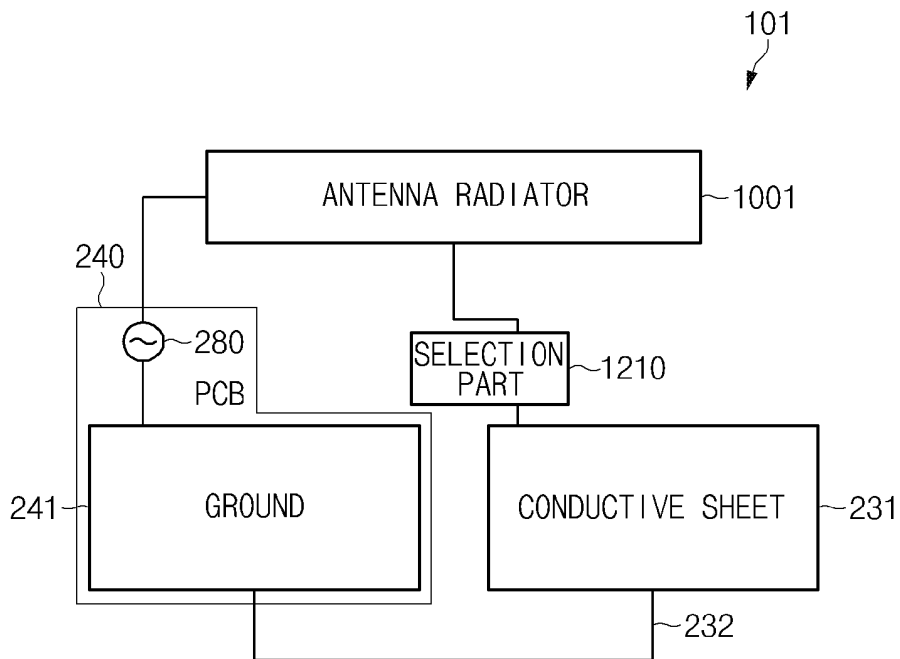 101
ANTENNA RADIATOR
1001
240
280
SELECTION
PART
1210
PCB
241
GROUND
CONDUCTIVE SHEET
231
232